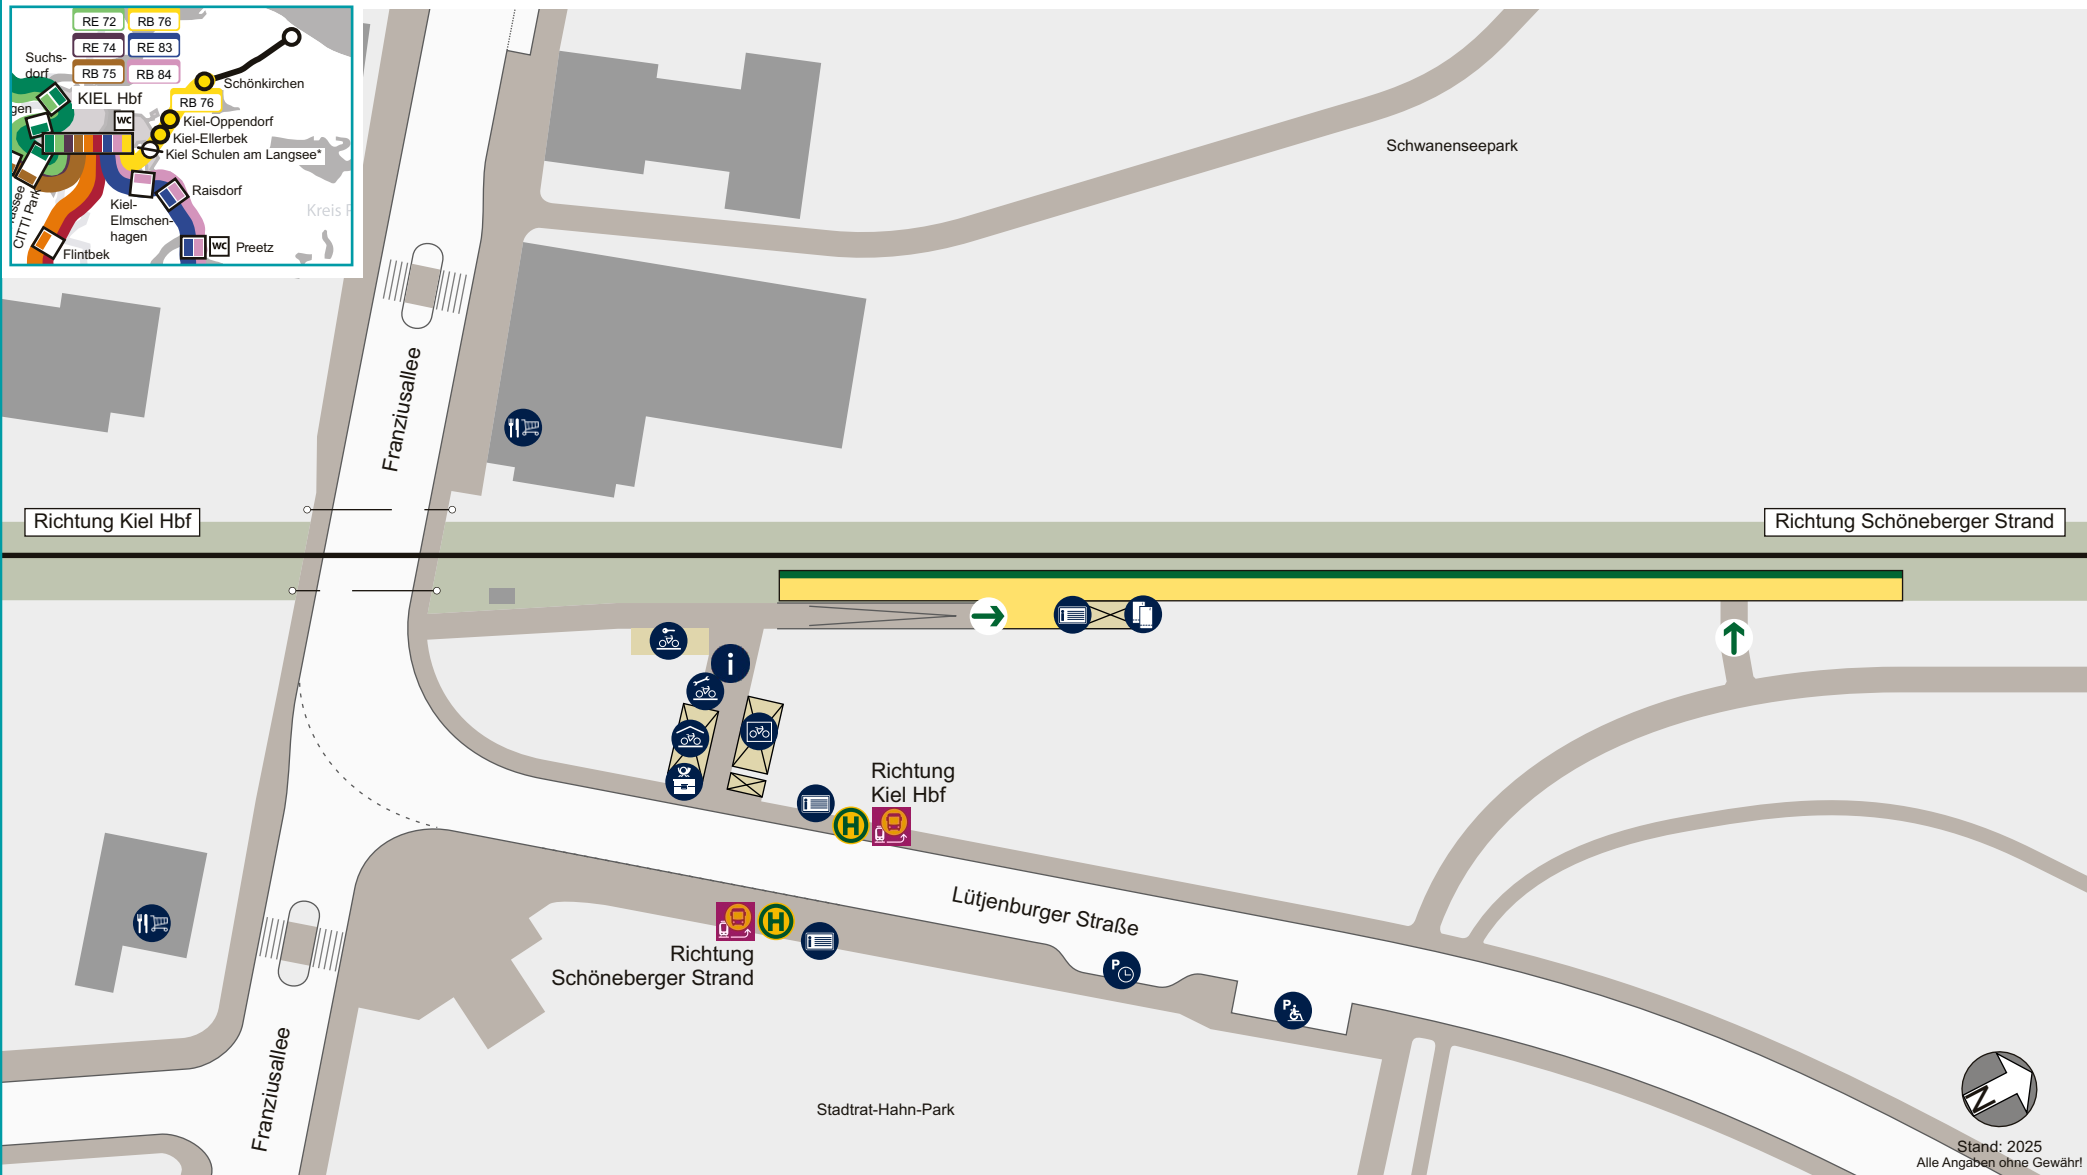 RE 72
RB 76
RE 74
RE 83
RB 75
RB 84
Suchs-
dorf
KIEL Hbf
WC
gen
RB 76
Schönkirchen
Kiel-Oppendorf
Kiel-Ellerbek
Kiel Schulen am Langsee*
Raisdorf
Kiel-
Elmschen-
hagen
CITTI Park
Flintbek
WC
Preetz
Kreis
Schwanenseepark
Franziusallee
Richtung Kiel Hbf
Richtung Schöneberger Strand
i
Richtung
Kiel Hbf
H
Lütjenburger Straße
H
Richtung
Schöneberger Strand
P
P
Franziusallee
Stadtrat-Hahn-Park
N
Stand: 2025
Alle Angaben ohne Gewähr!